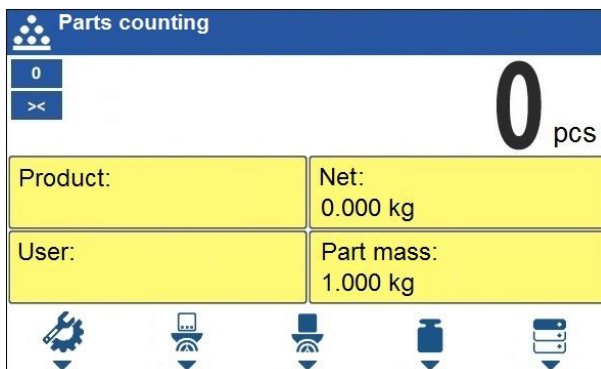 Parts counting
0
><
0 pcs
Product:
Net:
0.000 kg
User:
Part mass:
1.000 kg